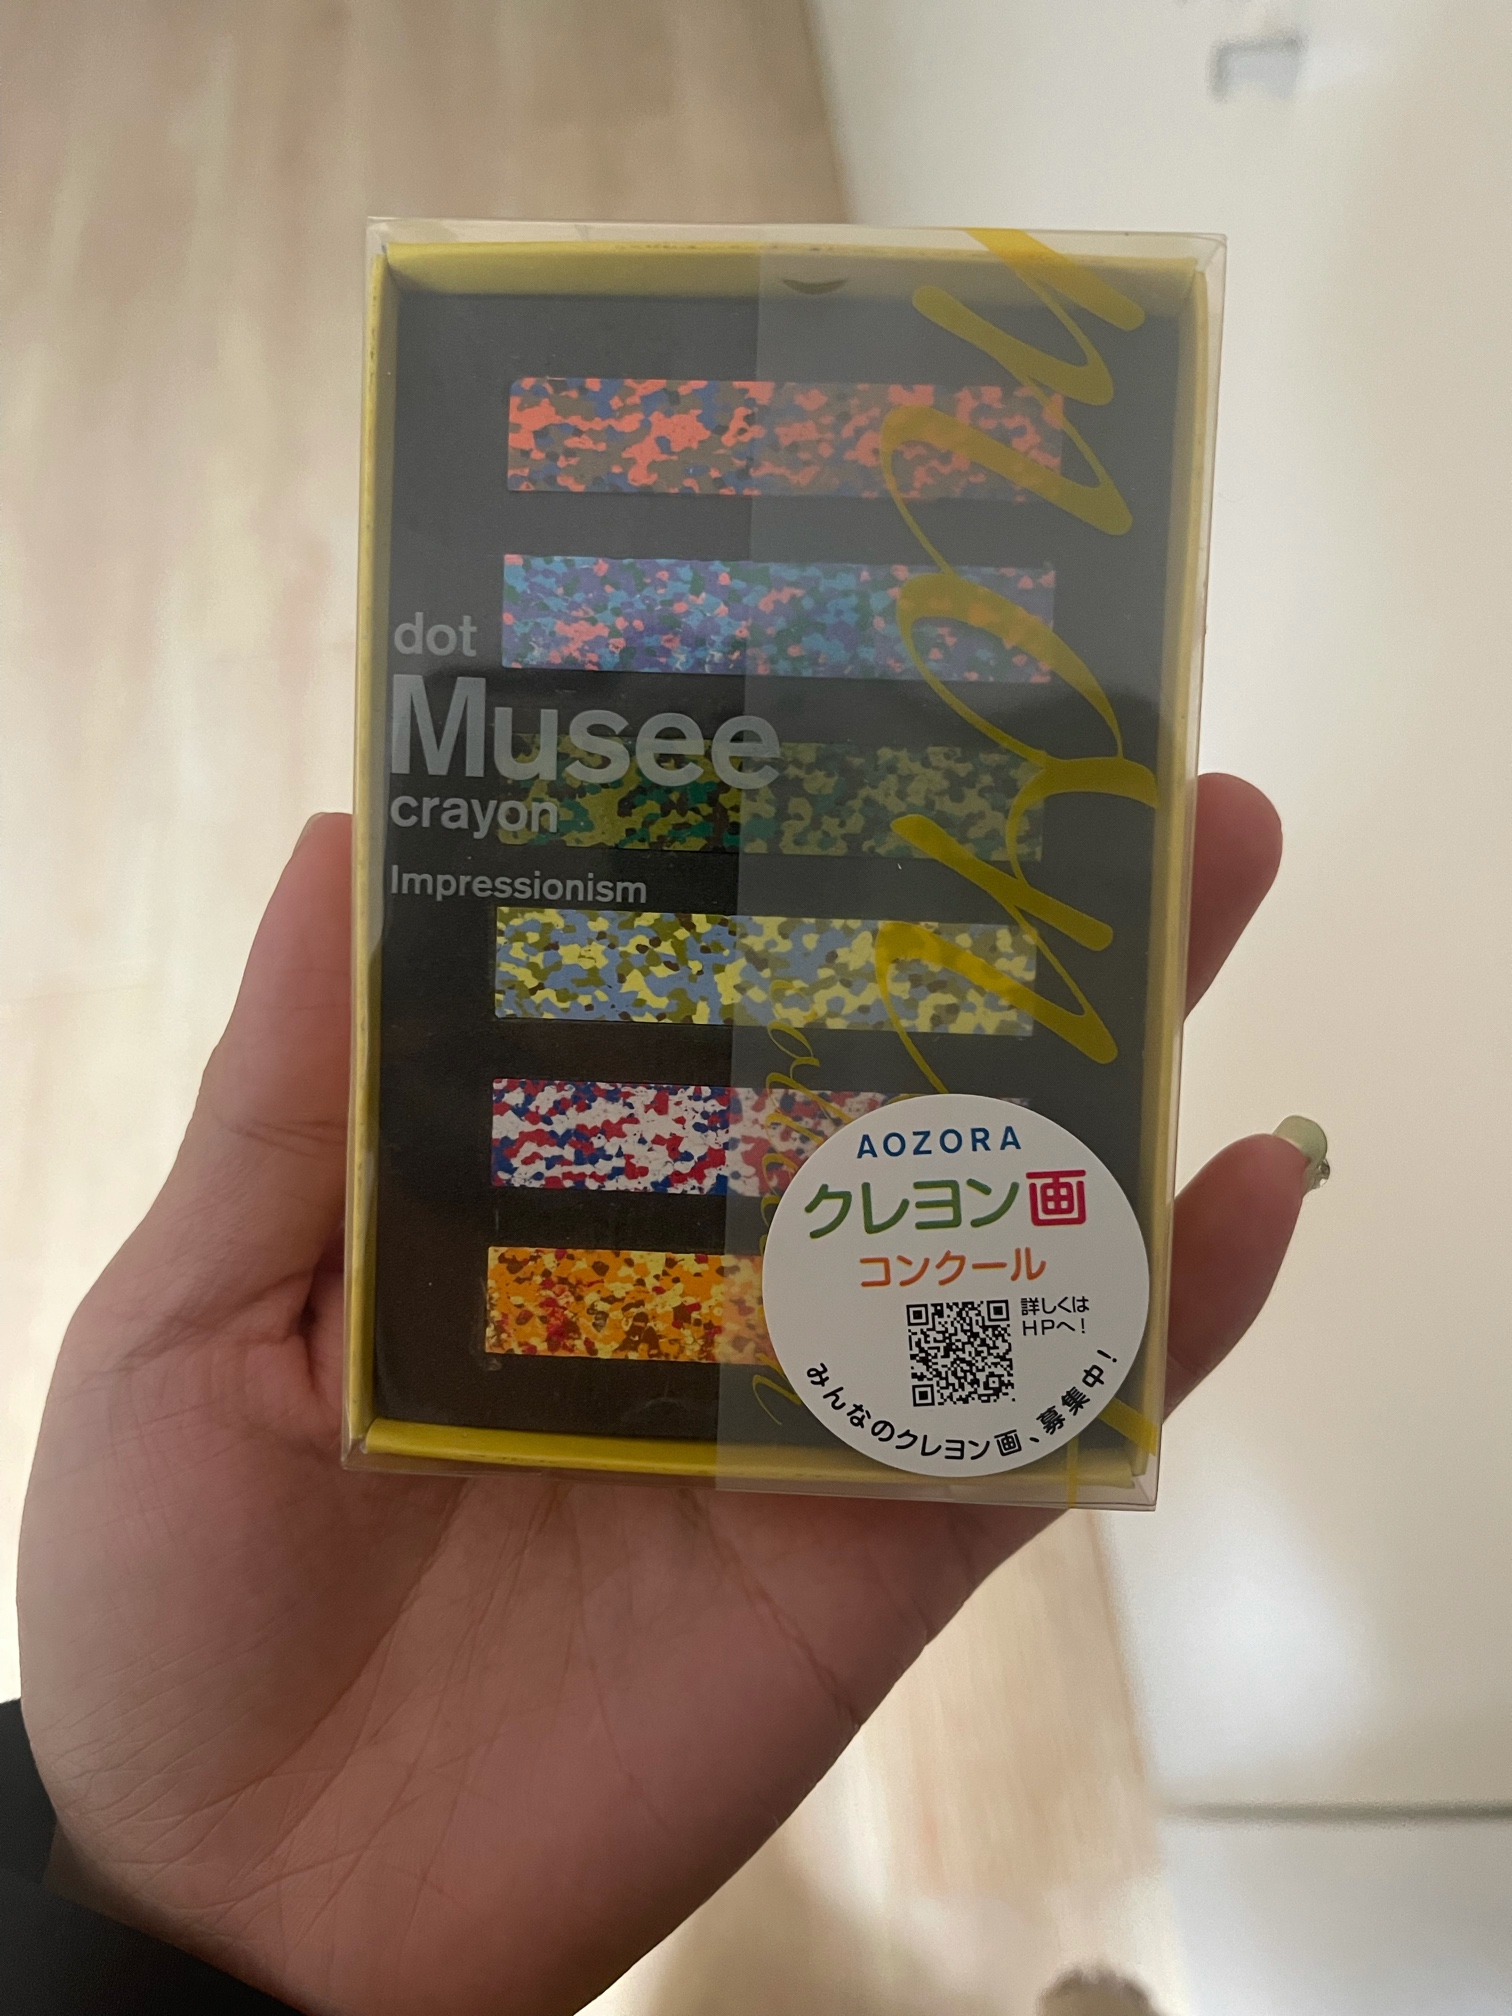 dot
Musee
crayon
Impressionism
AOZORA
クレヨン画
コンクール
詳しくは
HPへ!
みんなのクレヨン画、募集中!